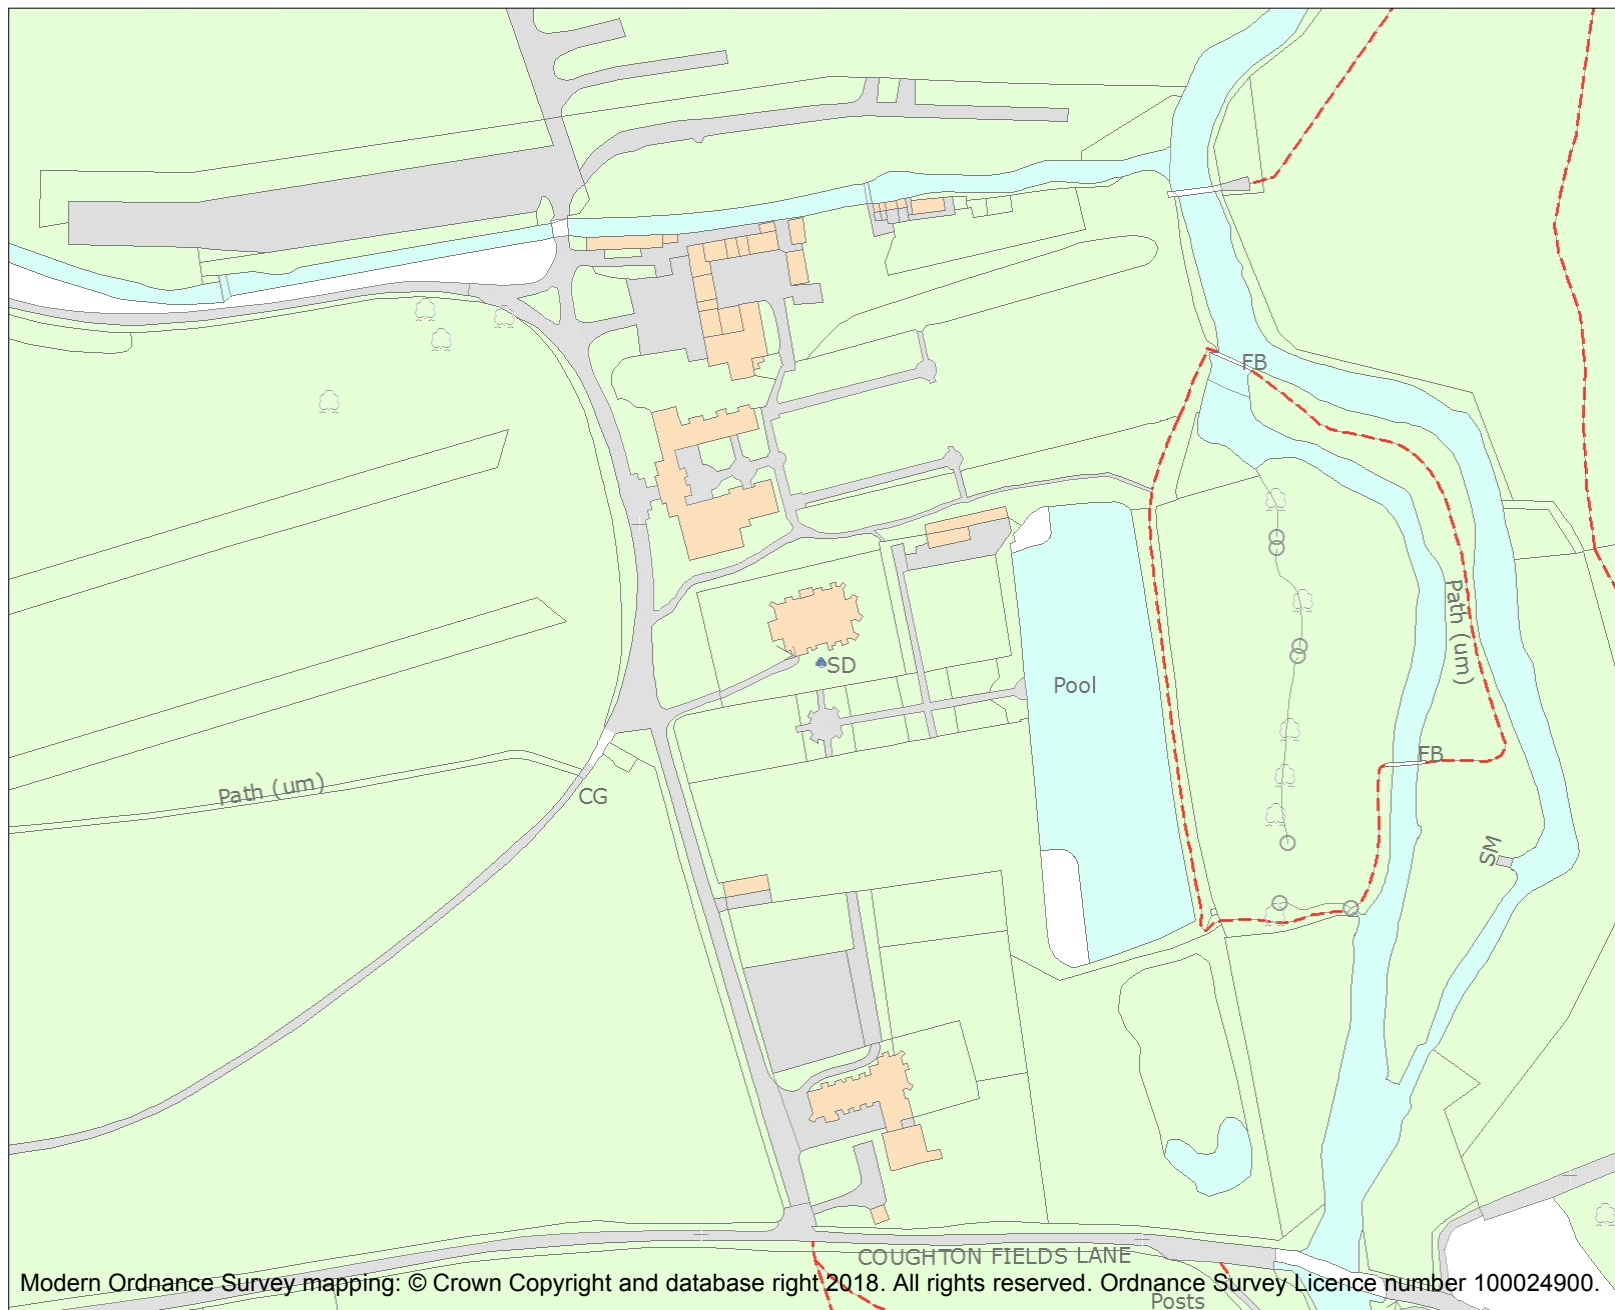 FB
Path (um)
SD
Pool
FB
Path (um)
CG
SM
COUGHTON FIELDS LANE
Modern Ordnance Survey mapping: © Crown Copyright and database right 2018. All rights reserved. Ordnance Survey Licence number 100024900.
Posts